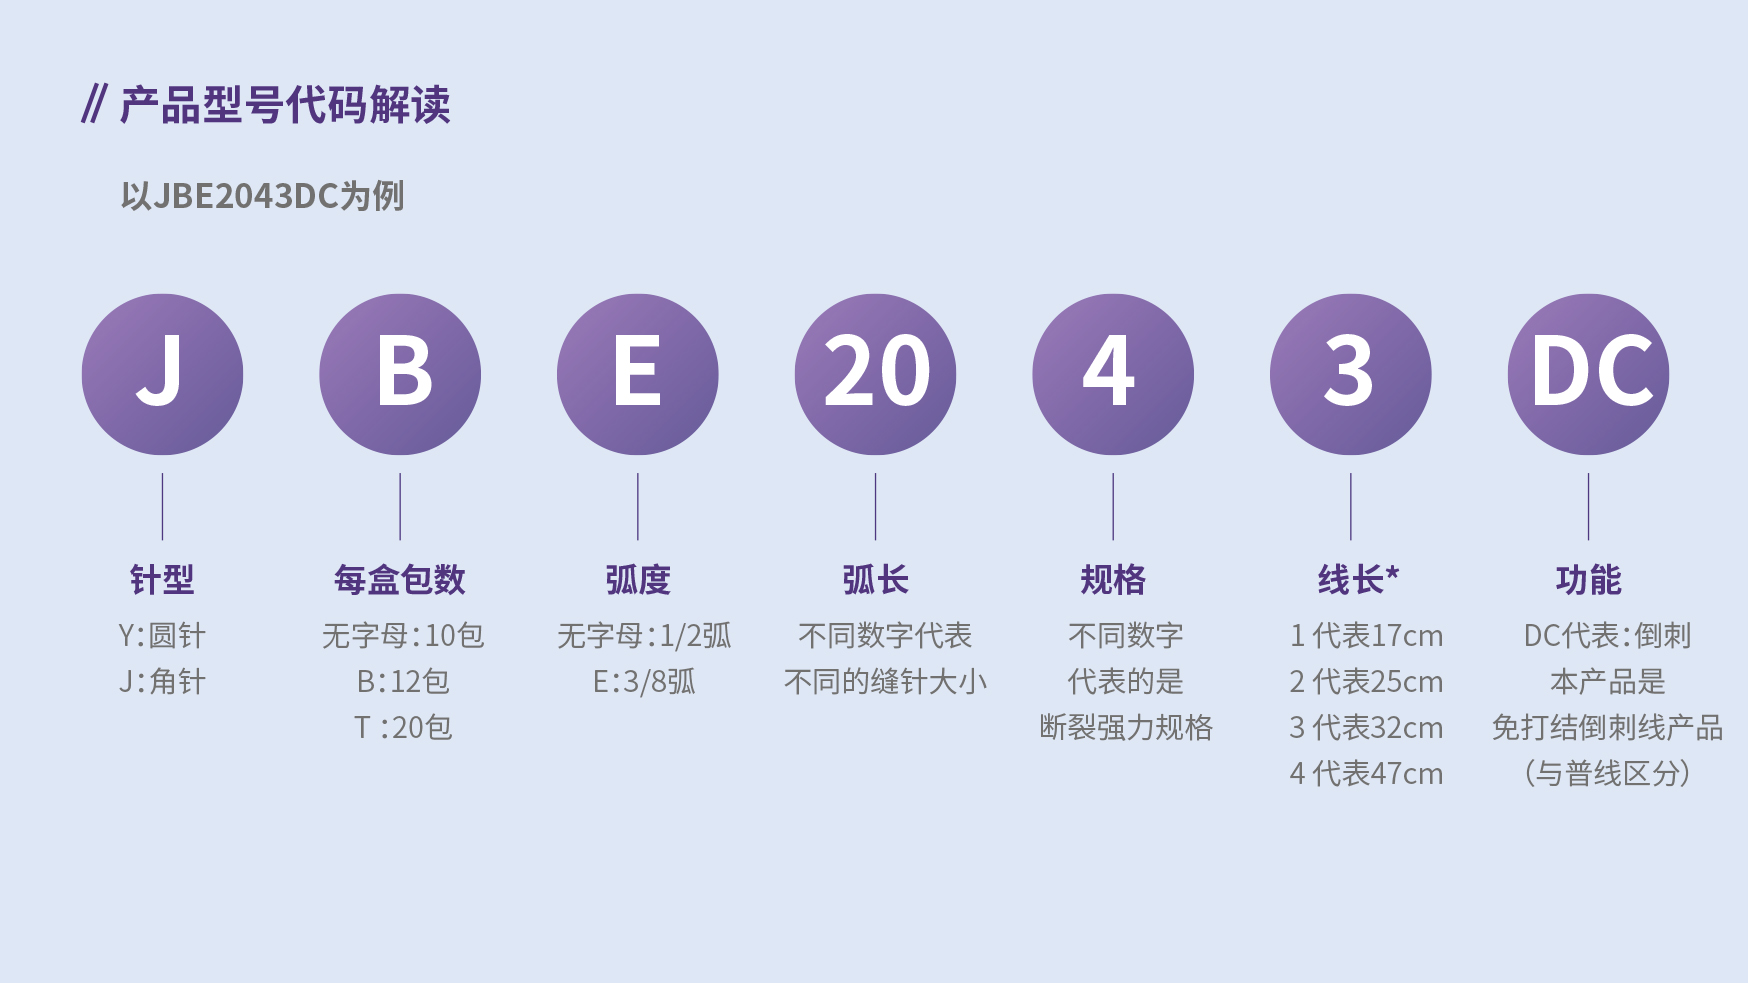 // 产品型号代码解读
以JBE2043DC为例
J
B
E
20
4
3
DC
针型
Y：圆针
J：角针
每盒包数
无字母：10包
B：12包
T ：20包
弧度
无字母：1/2弧
E：3/8弧
弧长
不同数字代表
不同的缝针大小
规格
不同数字
代表的是
断裂强力规格
线长*
1 代表17cm
2 代表25cm
3 代表32cm
4 代表47cm
功能
DC代表：倒刺
本产品是
免打结倒刺线产品
（与普线区分）